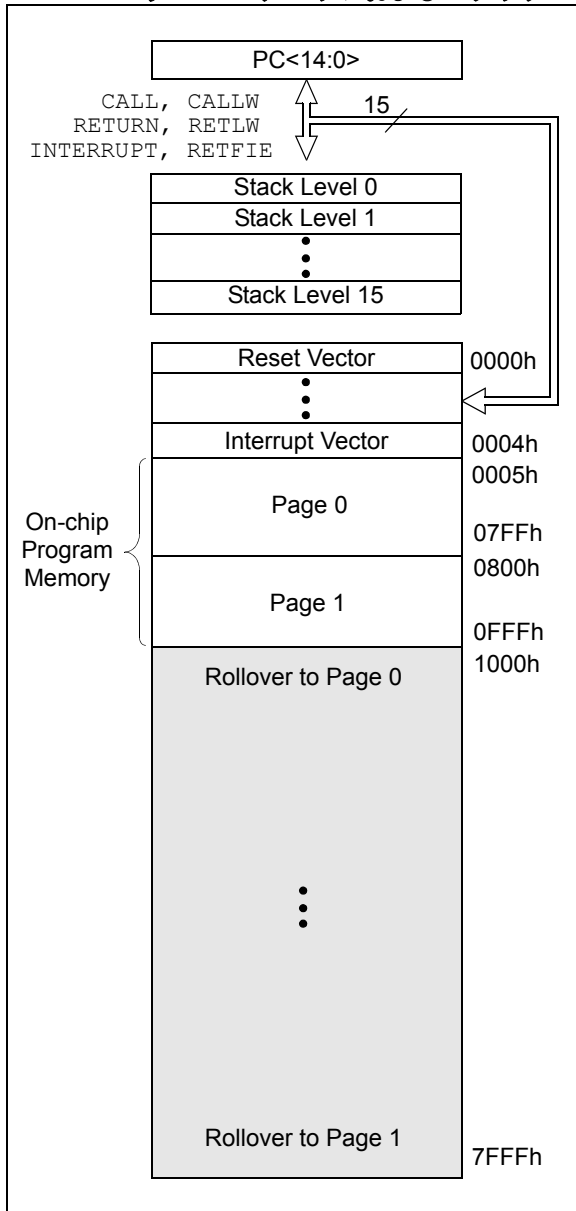 PC<14:0>
CALL, CALLW
RETURN, RETLW
INTERRUPT, RETFIE
15
Stack Level 0
Stack Level 1
Stack Level 15
Reset Vector
0000h
Interrupt Vector
0004h
0005h
On-chip
Program
Memory
Page 0
07FFh
0800h
Page 1
0FFFh
1000h
Rollover to Page 0
Rollover to Page 1
7FFFh